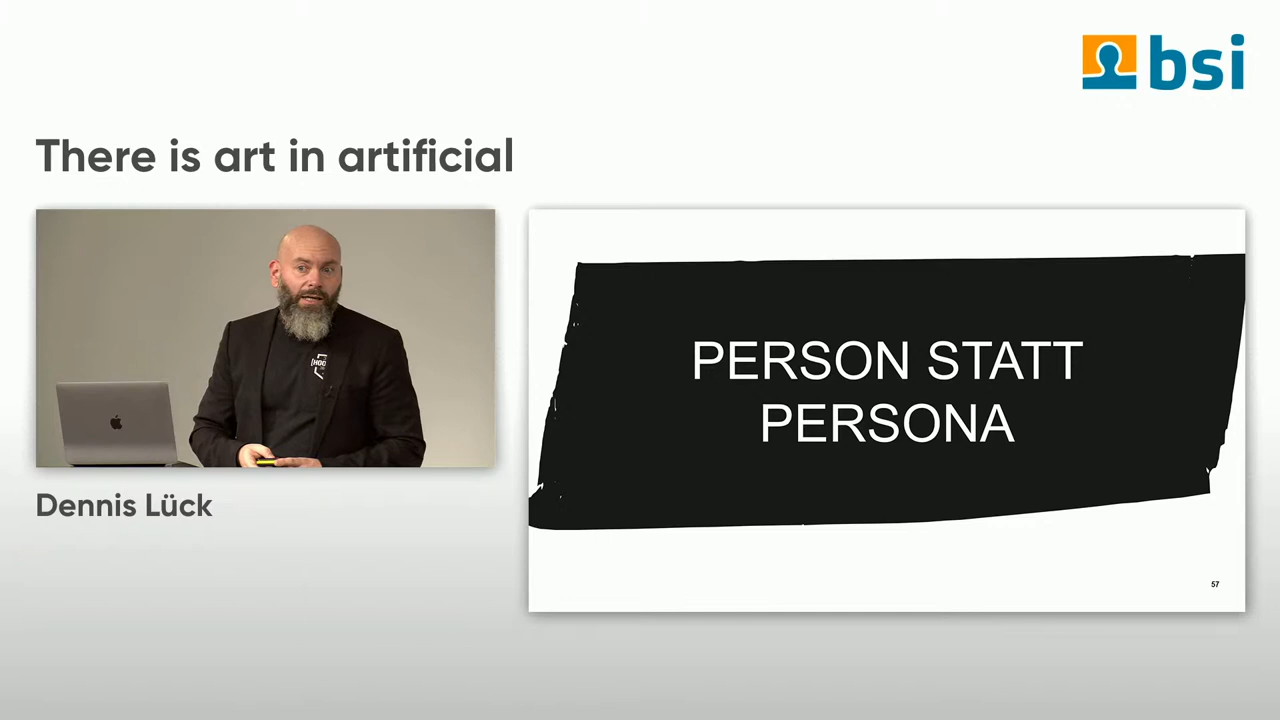 bsi
There is art in artificial
PERSON STATT
PERSONA
57
Dennis Lück